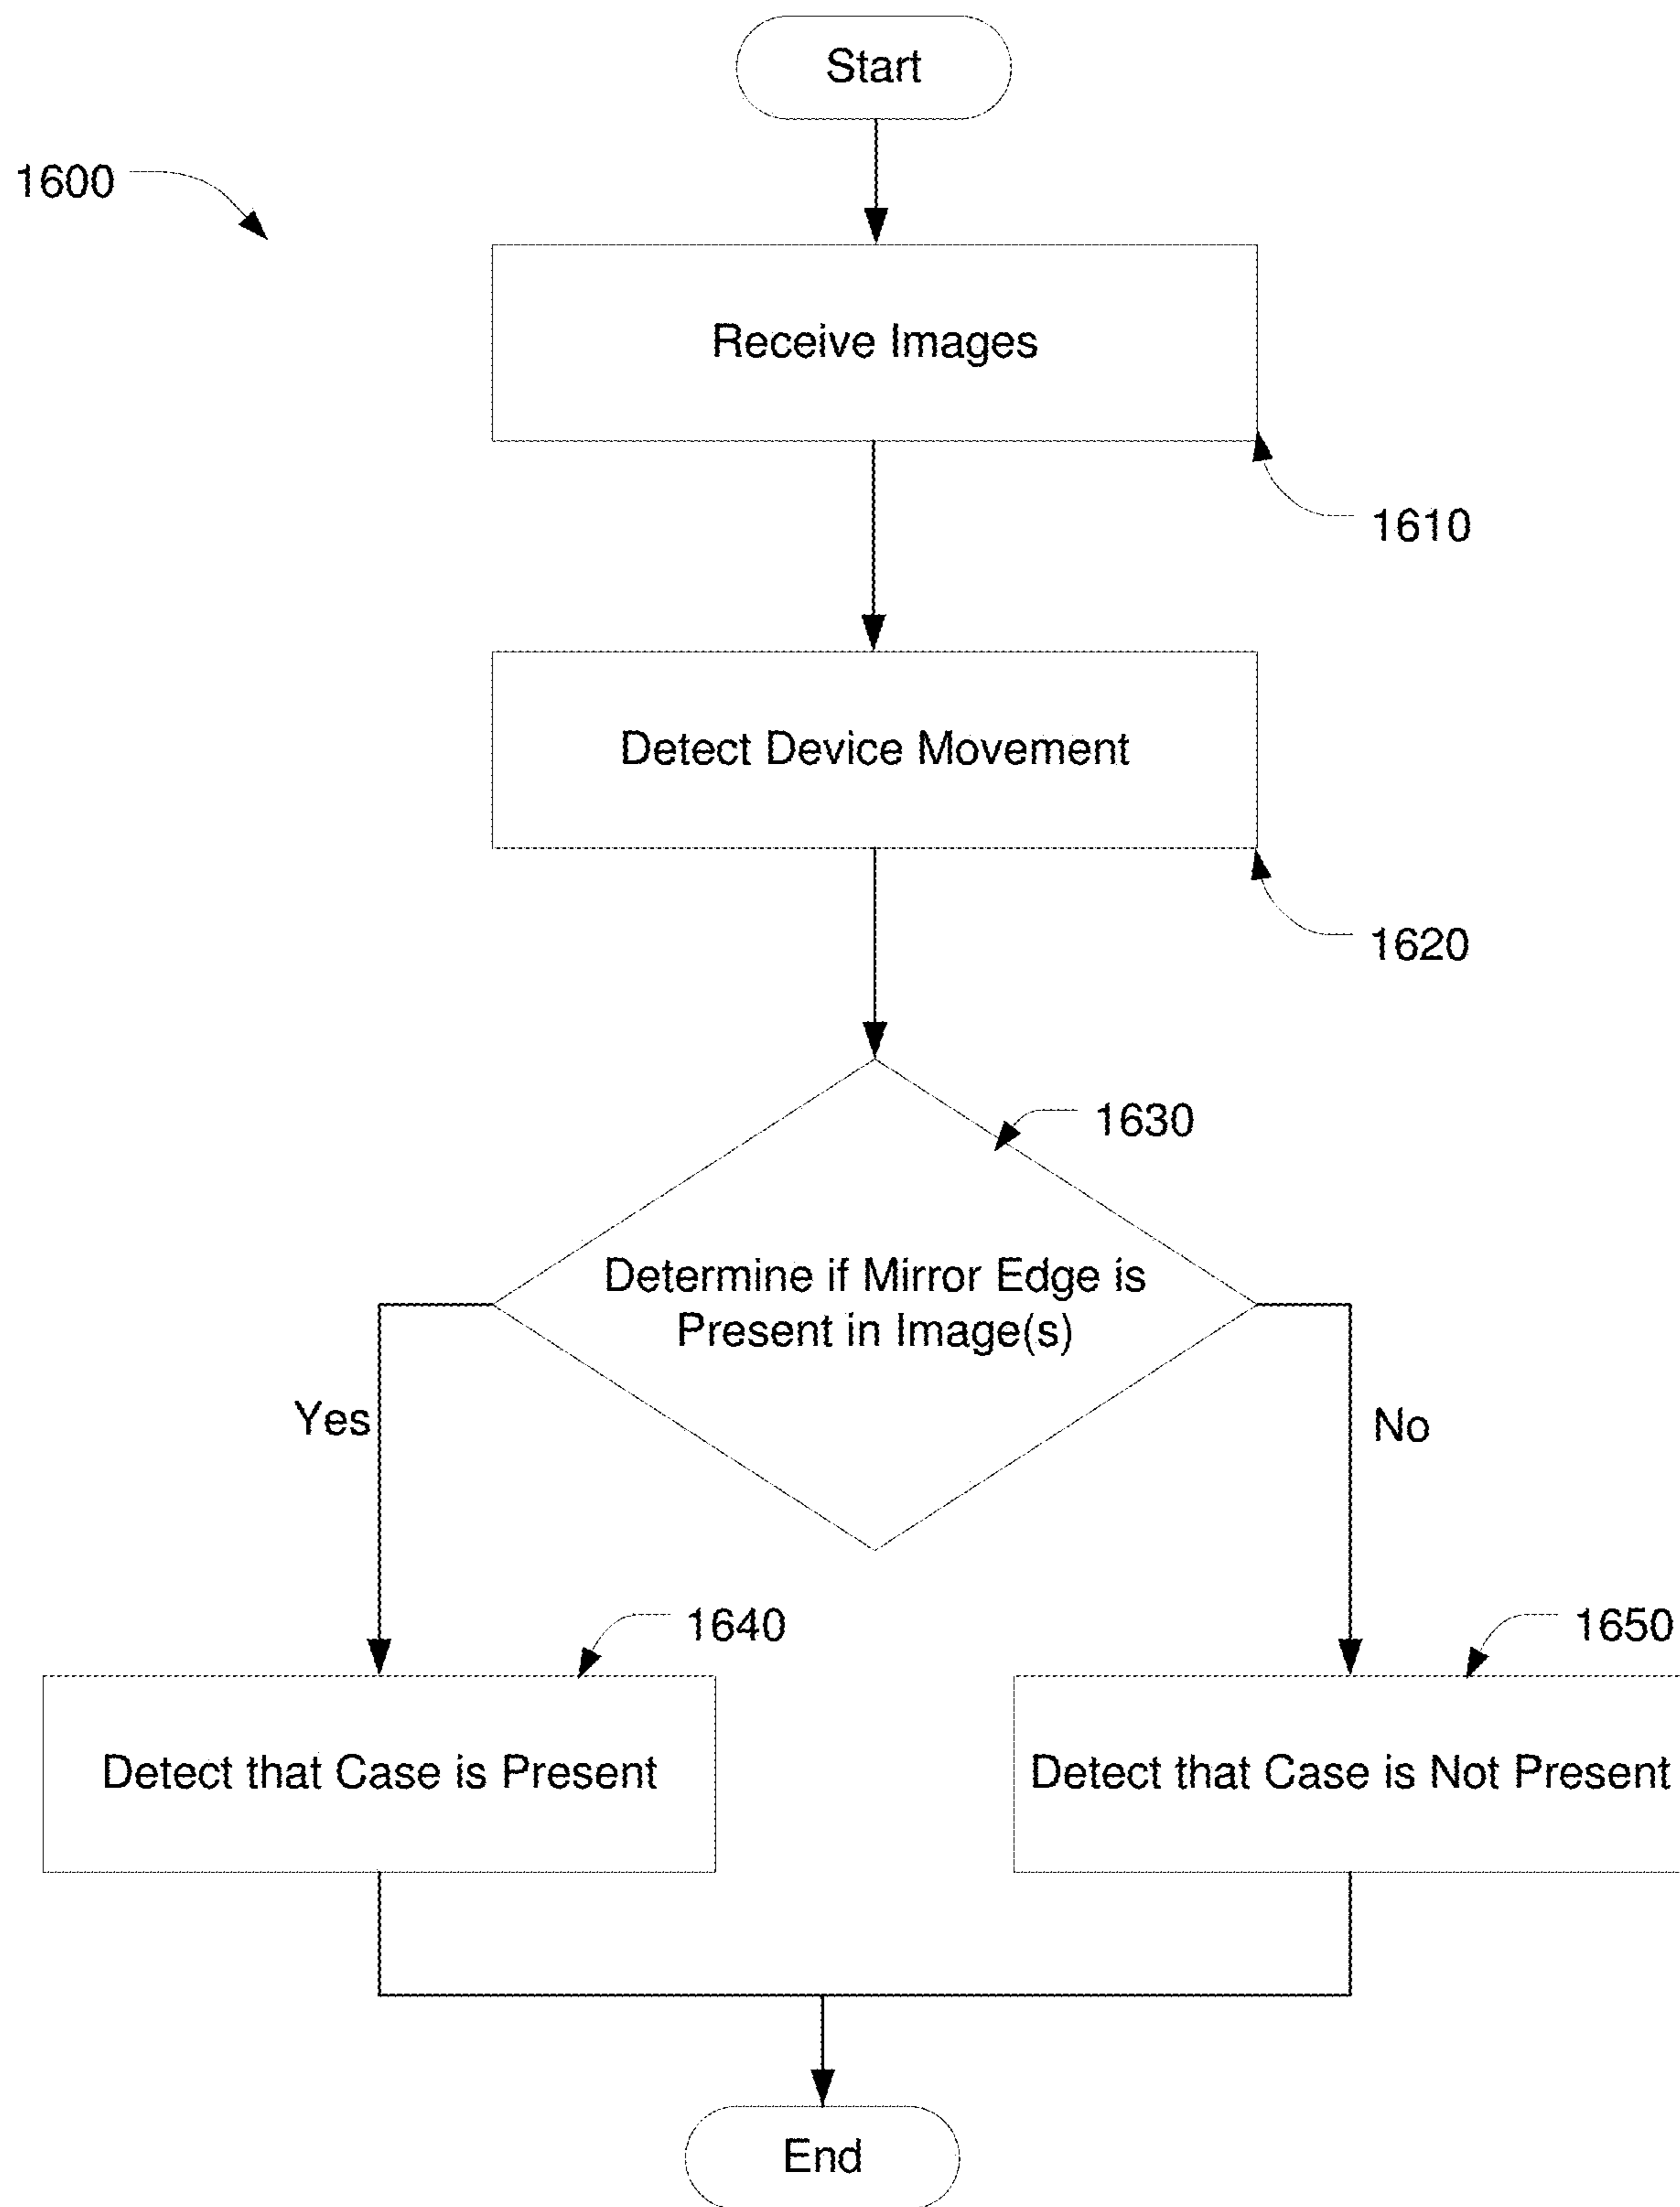 Start
1600
Receive Images
1610
Detect Device Movement
1620
1630
Determine if Mirror Edge is
Present in Image(s)
Yes
No
1640
1650
Detect that Case is Present
Detect that Case is Not Present
End